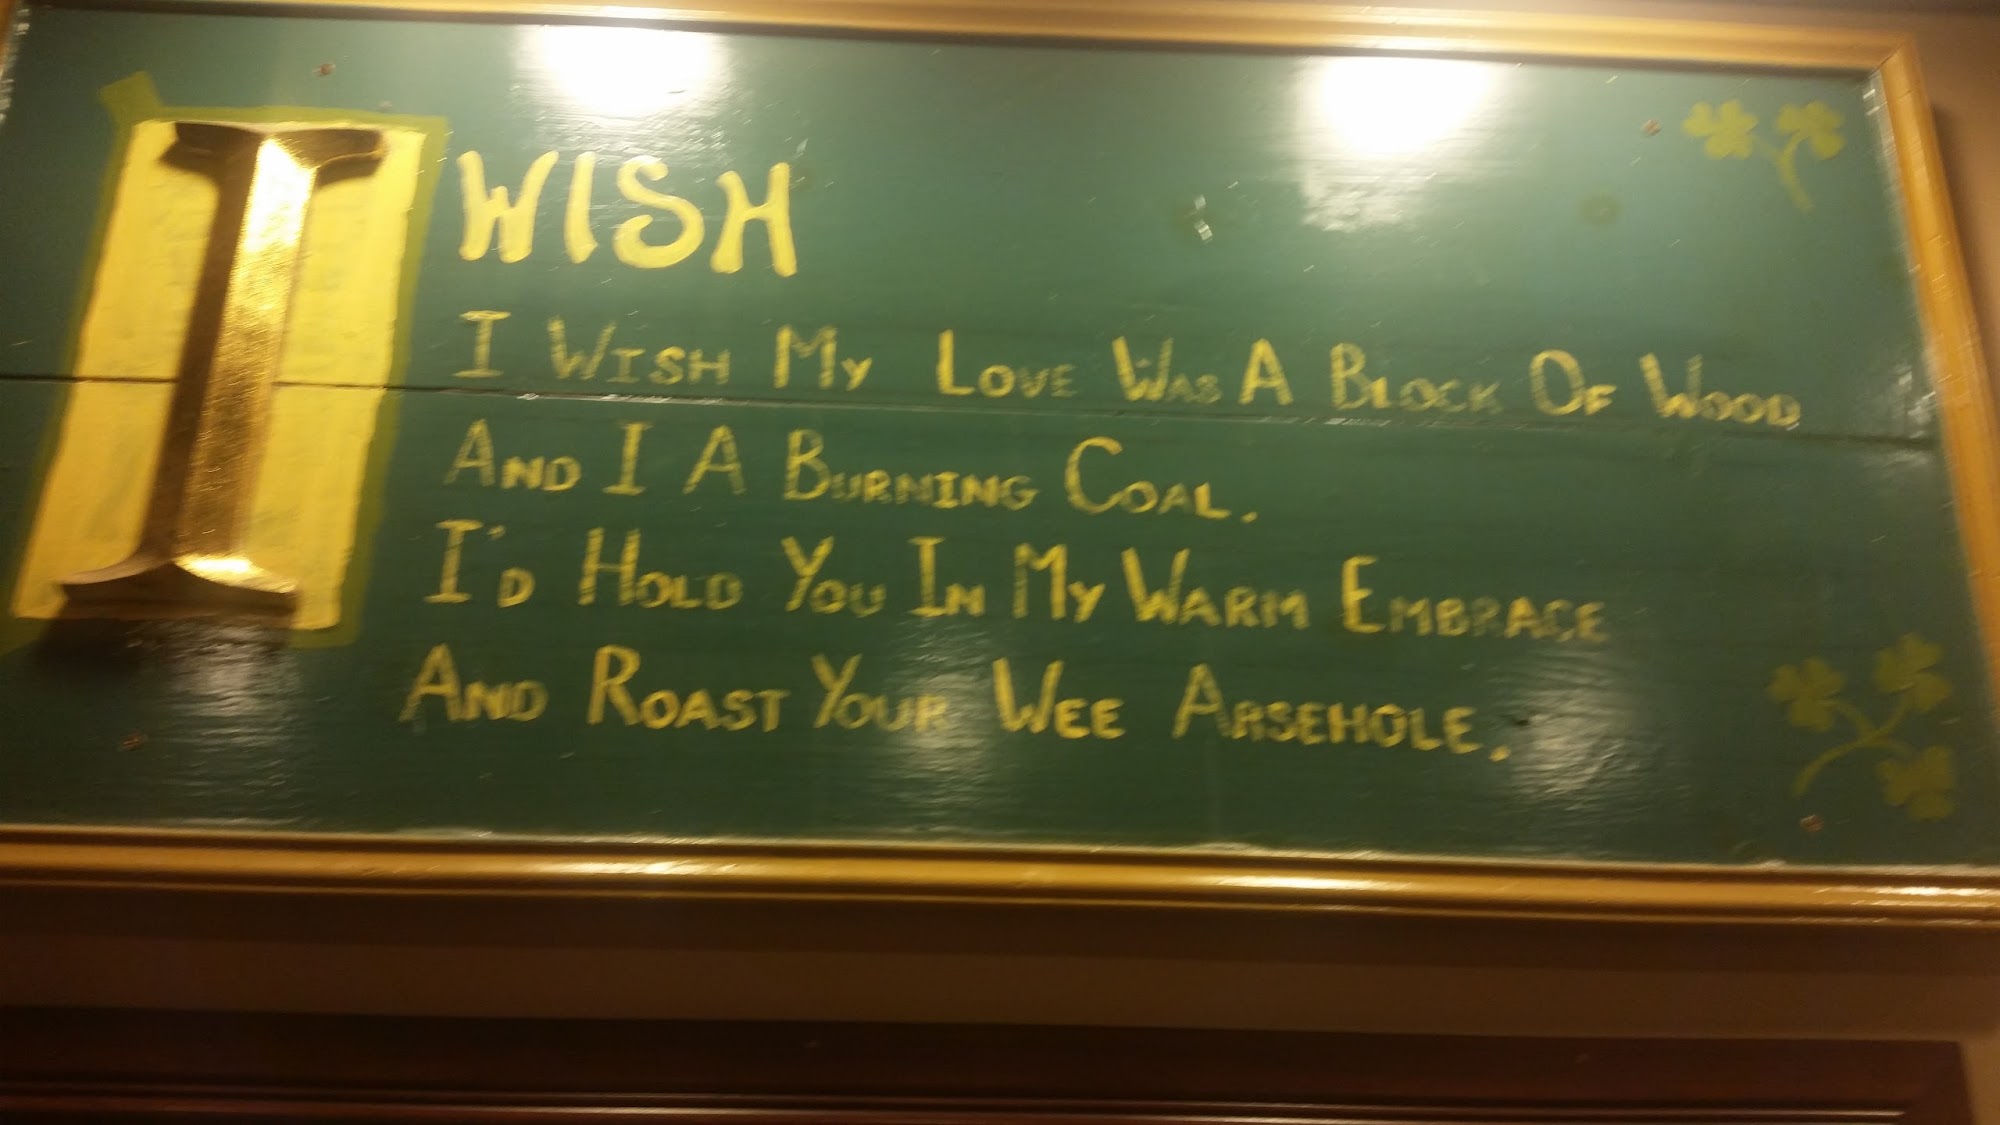 I WISH
I WISH MY LOVE WAS A BLOCK OF WOOD
AND I A BURNING COAL.
I'D HOLD YOU IN MY WARM EMBRACE
AND ROAST YOUR WEE ARSEHOLE.